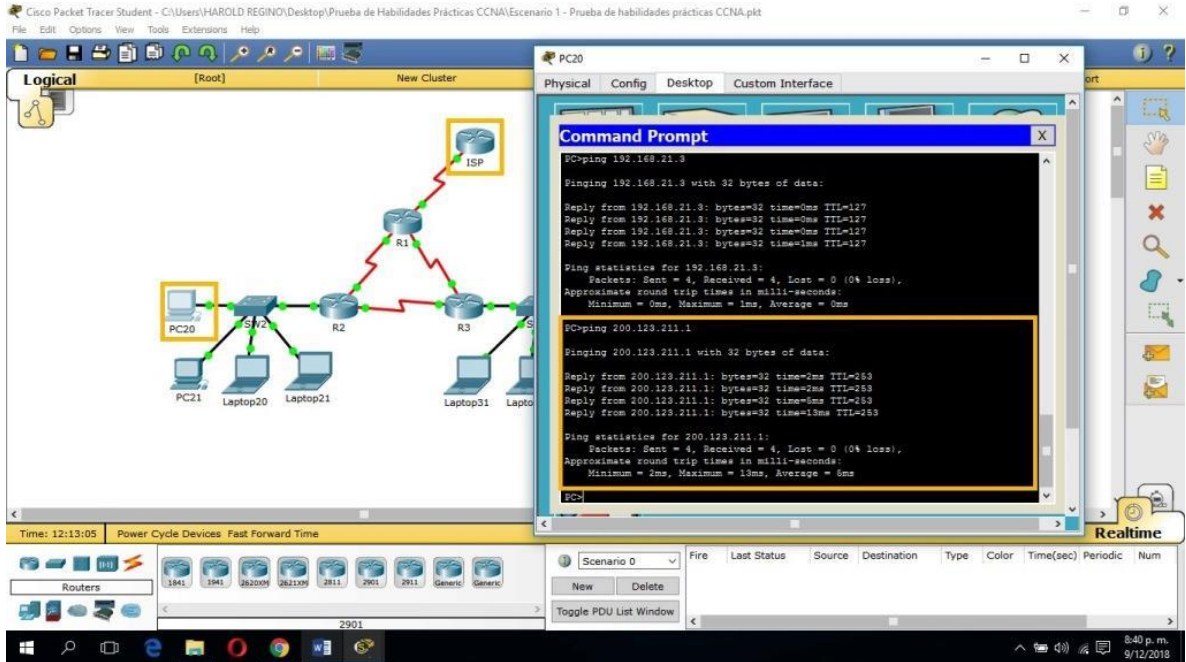 Cisco Packet Tracer Student - C:\Users\HAROLD REGINO\Desktop\Prueba de Habilidades Prácticas CCNA\Escenario 1 - Prueba de habilidades prácticas CCNA.pkt
File Edit Options View Tools Extensions Help
Logical [Root] New Cluster
ort
ISP
R1
PC20 SW2 R2 R3 S
PC21 Laptop20 Laptop21 Laptop31 Lapto
PC20
Physical Config Desktop Custom Interface
Command Prompt X
PC>ping 192.168.21.3
Pinging 192.168.21.3 with 32 bytes of data:
Reply from 192.168.21.3: bytes=32 time=0ms TTL=127
Reply from 192.168.21.3: bytes=32 time=0ms TTL=127
Reply from 192.168.21.3: bytes=32 time=0ms TTL=127
Reply from 192.168.21.3: bytes=32 time=1ms TTL=127
Ping statistics for 192.168.21.3:
Packets: Sent = 4, Received = 4, Lost = 0 (0% loss),
Approximate round trip times in milli-seconds:
Minimum = 0ms, Maximum = 1ms, Average = 0ms
PC>ping 200.123.211.1
Pinging 200.123.211.1 with 32 bytes of data:
Reply from 200.123.211.1: bytes=32 time=2ms TTL=253
Reply from 200.123.211.1: bytes=32 time=2ms TTL=253
Reply from 200.123.211.1: bytes=32 time=5ms TTL=253
Reply from 200.123.211.1: bytes=32 time=13ms TTL=253
Ping statistics for 200.123.211.1:
Packets: Sent = 4, Received = 4, Lost = 0 (0% loss),
Approximate round trip times in milli-seconds:
Minimum = 2ms, Maximum = 13ms, Average = 5ms
PC>
Time: 12:13:05 Power Cycle Devices Fast Forward Time
Realtime
Routers
1841 1941 2620XM 2621XM 2811 2901 2911 Generic Generic
2901
Scenario 0
New Delete
Toggle PDU List Window
Fire Last Status Source Destination Type Color Time(sec) Periodic Num
8:40 p. m.
9/12/2018